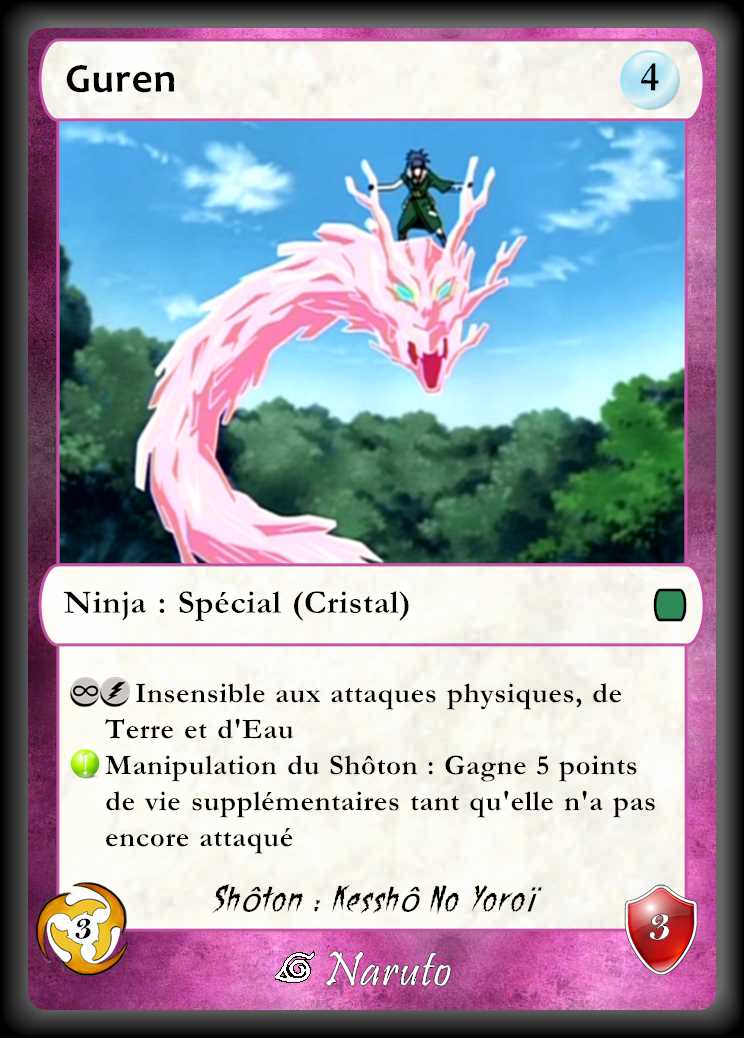 Guren
4
Ninja : Spécial (Cristal)
Insensible aux attaques physiques, de
Terre et d'Eau
Manipulation du Shôton : Gagne 5 points
de vie supplémentaires tant qu'elle n'a pas
encore attaqué
Shôton : Kesshô No Yoroï
3
3
Naruto